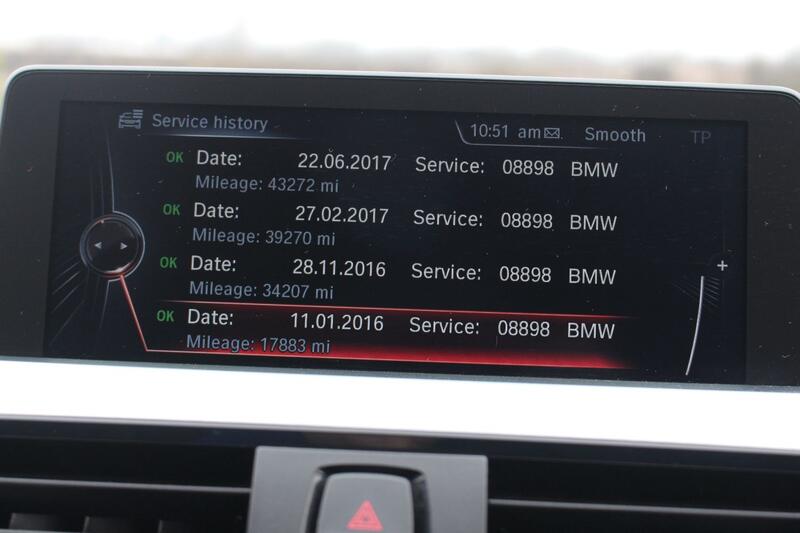 Service history 10:51 am Smooth TP
OK Date: 22.06.2017 Service: 08898 BMW
Mileage: 43272 mi
OK Date: 27.02.2017 Service: 08898 BMW
Mileage: 39270 mi
OK Date: 28.11.2016 Service: 08898 BMW
Mileage: 34207 mi
OK Date: 11.01.2016 Service: 08898 BMW
Mileage: 17883 mi